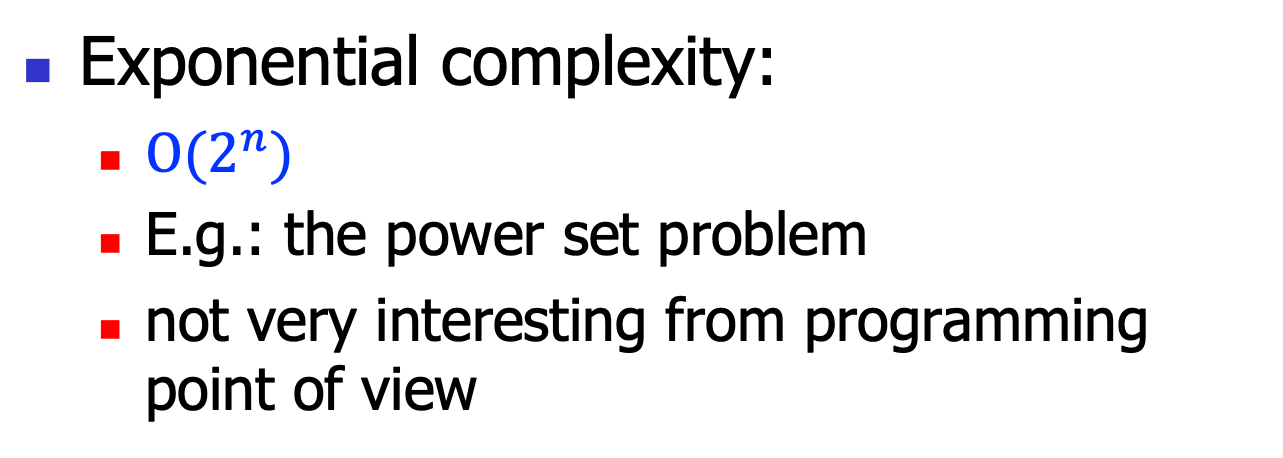 Exponential complexity:
O(2ⁿ)
E.g.: the power set problem
not very interesting from programming
point of view